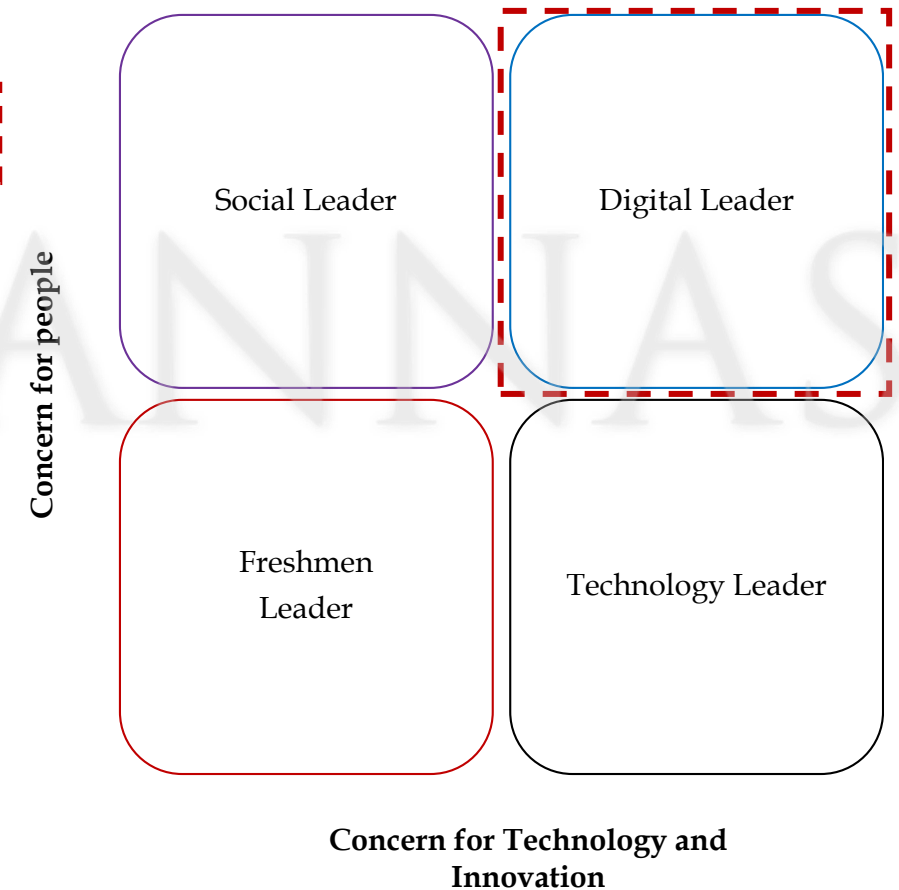 Social Leader
Digital Leader
Concern for people
Freshmen
Leader
Technology Leader
Concern for Technology and
Innovation